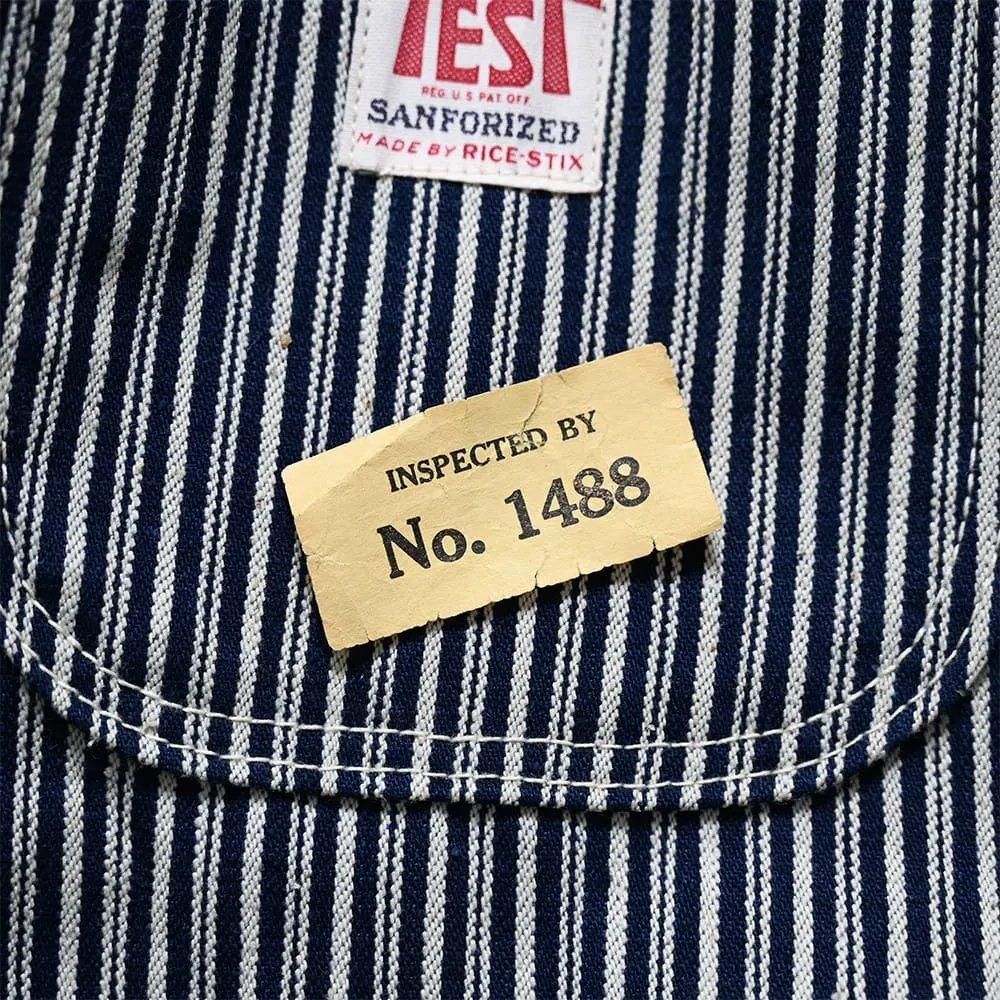 TEST
REG. U.S. PAT. OFF.
SANFORIZED
MADE BY RICE-STIX
INSPECTED BY
No. 1488